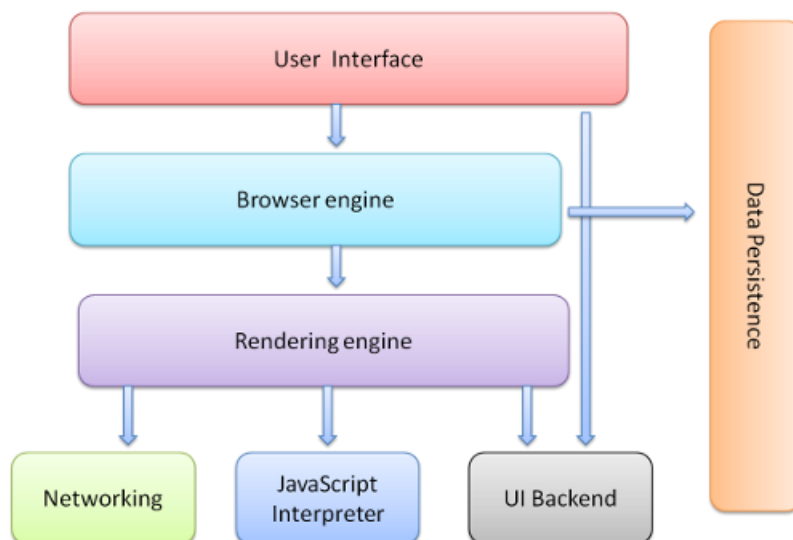 User Interface
Browser engine
Data Persistence
Rendering engine
Networking
JavaScript
Interpreter
UI Backend